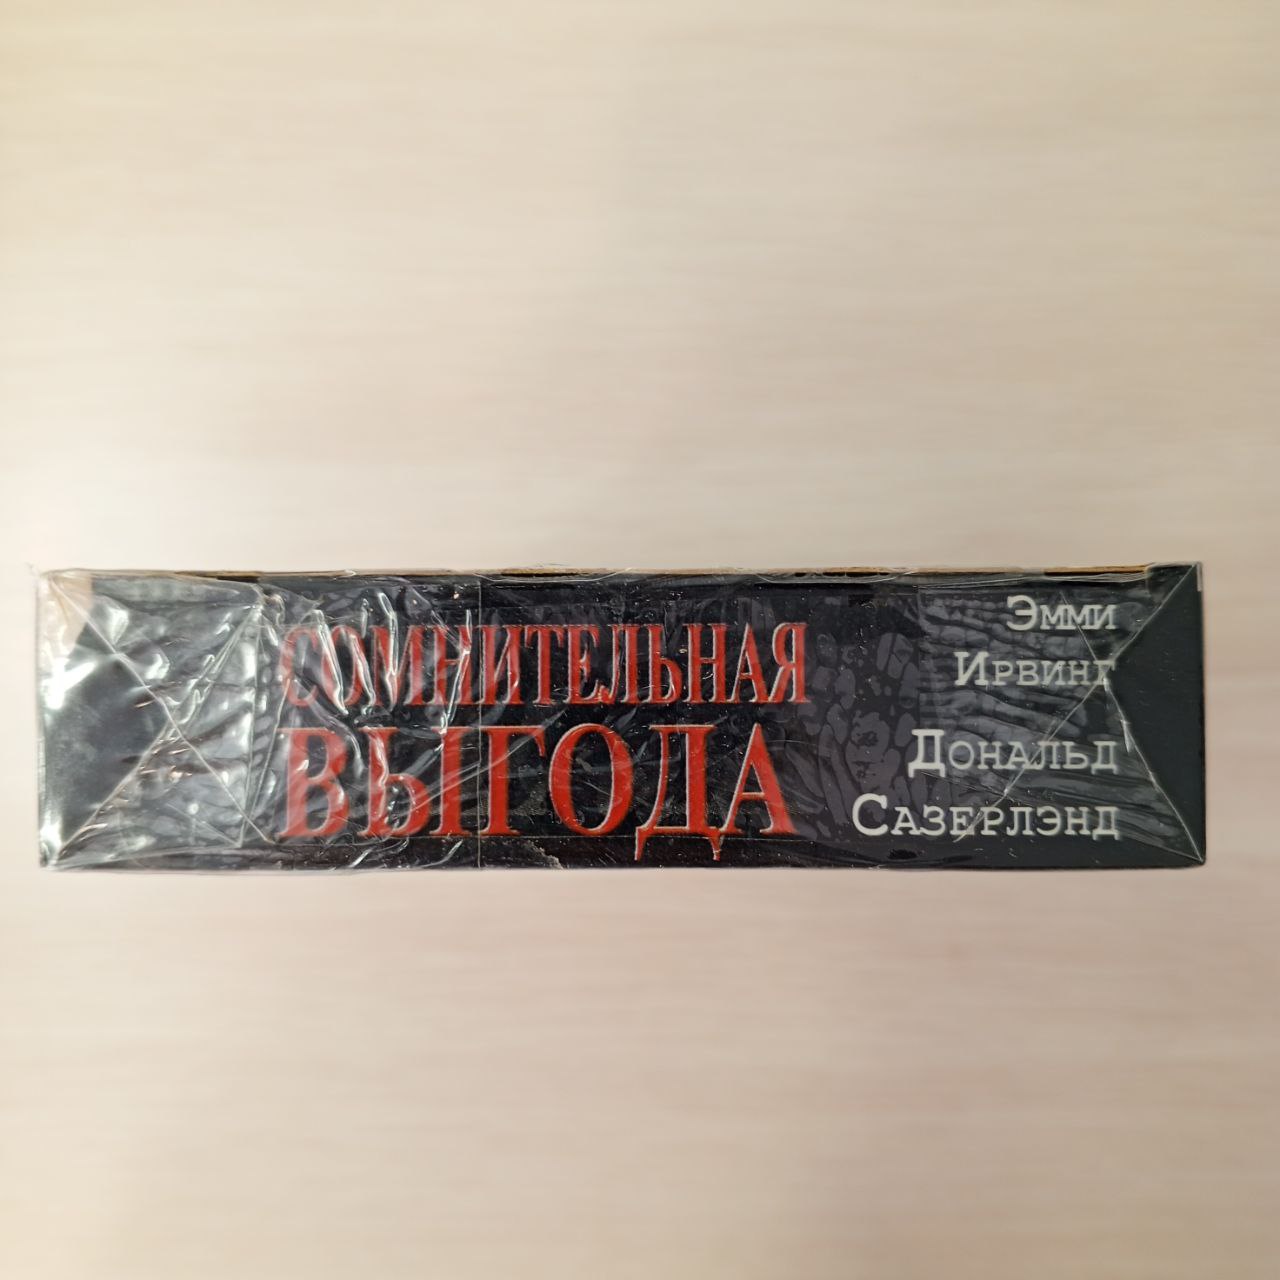 СОМНИТЕЛЬНАЯ
ВЫГОДА
ЭММИ
ИРВИНГ
ДОНАЛЬД
САЗЕРЛЭНД